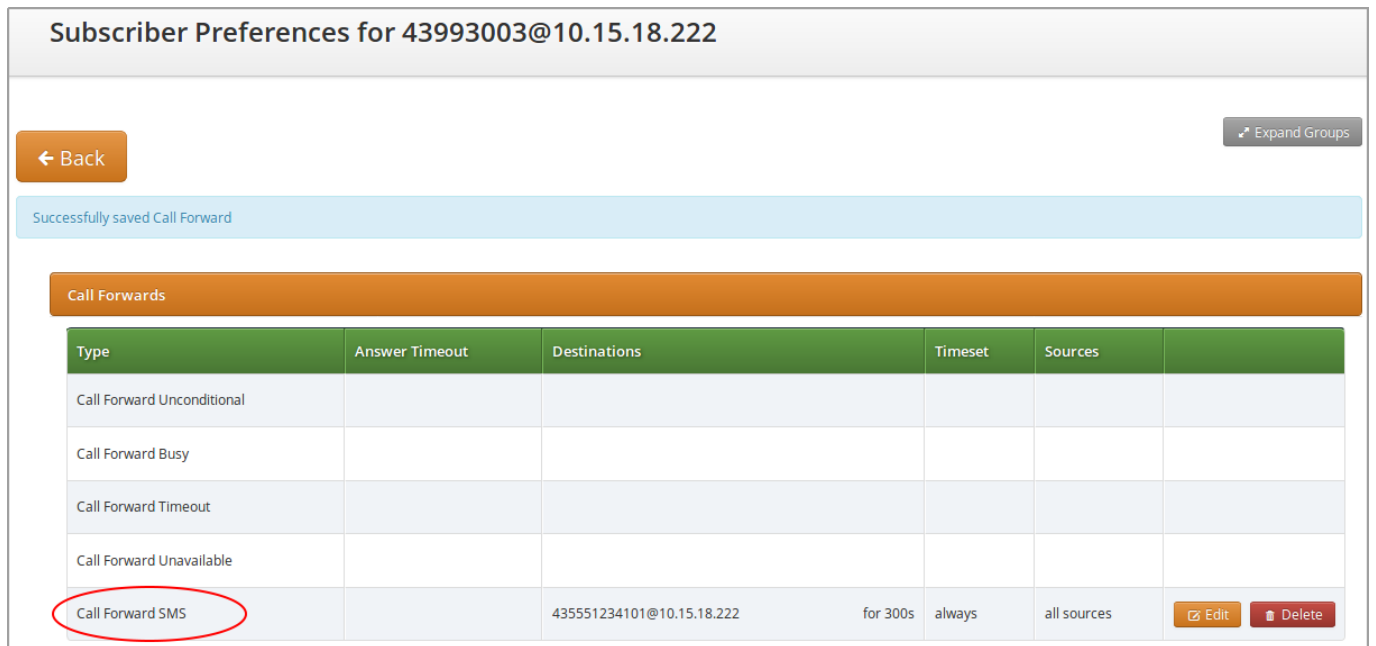 Subscriber Preferences for 43993003@10.15.18.222
Expand Groups
Back
Successfully saved Call Forward
Call Forwards
Type Answer Timeout Destinations Timeset Sources
Call Forward Unconditional
Call Forward Busy
Call Forward Timeout
Call Forward Unavailable
Call Forward SMS 435551234101@10.15.18.222 for 300s always all sources Edit Delete